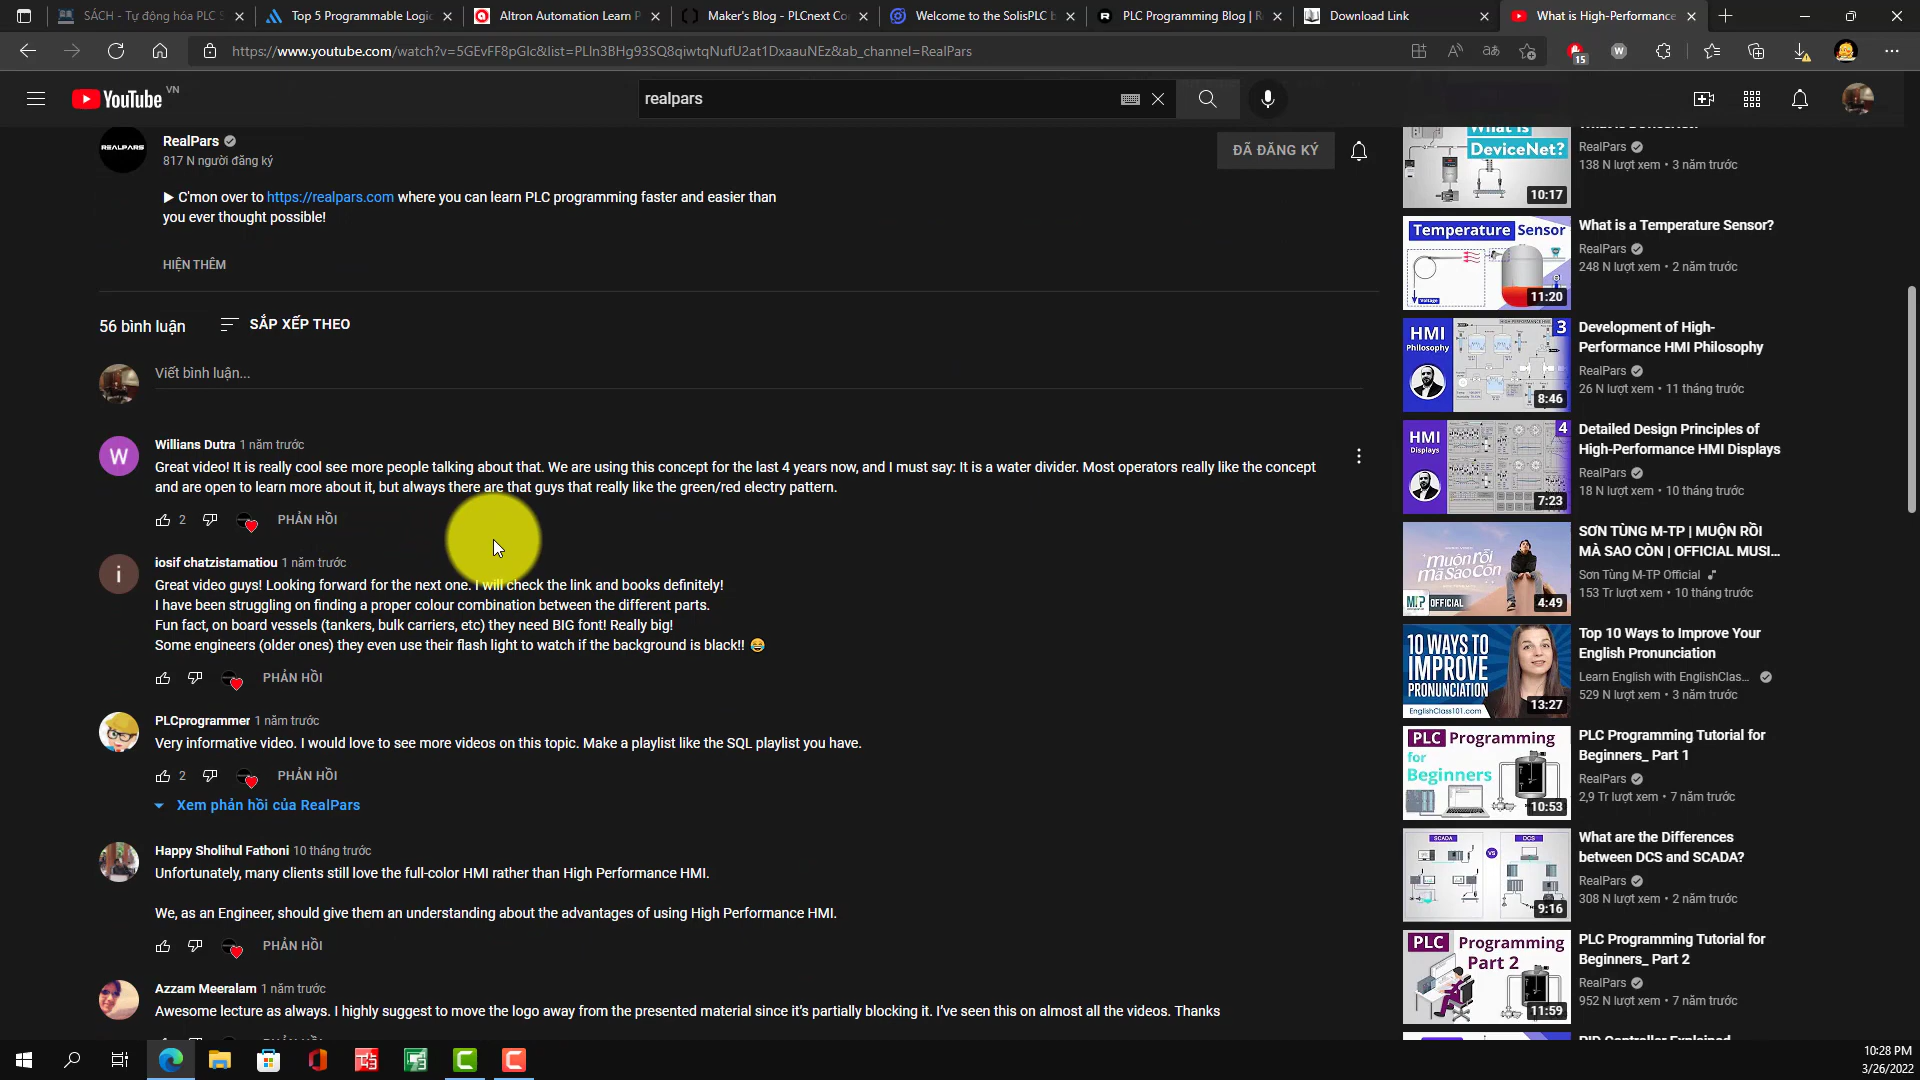 SÁCH - Tự động hóa PLC S
Top 5 Programmable Logic
Altron Automation Learn P
Maker's Blog - PLCnext Co
Welcome to the SolisPLC b
PLC Programming Blog | R
Download Link
What is High-Performance
https://www.youtube.com/watch?v=5GEvFF8pGlc&list=PLln3BHg93SQ8qiwtqNufU2at1DxaauNEz&ab_channel=RealPars
15
YouTube VN
realpars
REALPARS
RealPars
817 N người đăng ký
ĐÃ ĐĂNG KÝ
▶ C'mon over to https://realpars.com where you can learn PLC programming faster and easier than
you ever thought possible!
HIỆN THÊM
56 bình luận
SẮP XẾP THEO
Viết bình luận...
W
Willians Dutra 1 năm trước
Great video! It is really cool see more people talking about that. We are using this concept for the last 4 years now, and I must say: It is a water divider. Most operators really like the concept
and are open to learn more about it, but always there are that guys that really like the green/red electry pattern.
2
PHẢN HỒI
i
iosif chatzistamatiou 1 năm trước
Great video guys! Looking forward for the next one. I will check the link and books definitely!
I have been struggling on finding a proper colour combination between the different parts.
Fun fact, on board vessels (tankers, bulk carriers, etc) they need BIG font! Really big!
Some engineers (older ones) they even use their flash light to watch if the background is black!! 😂
PHẢN HỒI
PLCprogrammer 1 năm trước
Very informative video. I would love to see more videos on this topic. Make a playlist like the SQL playlist you have.
2
PHẢN HỒI
Xem phản hồi của RealPars
Happy Sholihul Fathoni 10 tháng trước
Unfortunately, many clients still love the full-color HMI rather than High Performance HMI.
We, as an Engineer, should give them an understanding about the advantages of using High Performance HMI.
PHẢN HỒI
Azzam Meeralam 1 năm trước
Awesome lecture as always. I highly suggest to move the logo away from the presented material since it's partially blocking it. I've seen this on almost all the videos. Thanks
What is
DeviceNet?
10:17
RealPars
138 N lượt xem • 3 năm trước
Temperature Sensor
Voltage
11:20
What is a Temperature Sensor?
RealPars
248 N lượt xem • 2 năm trước
HMI
Philosophy
3
8:46
Development of High-
Performance HMI Philosophy
RealPars
26 N lượt xem • 11 tháng trước
HMI
Displays
4
7:23
Detailed Design Principles of
High-Performance HMI Displays
RealPars
18 N lượt xem • 10 tháng trước
muộn rồi
mà sao còn
OFFICIAL
4:49
SƠN TÙNG M-TP | MUỘN RỒI
MÀ SAO CÒN | OFFICIAL MUSI...
Sơn Tùng M-TP Official
153 Tr lượt xem • 10 tháng trước
10 WAYS TO
IMPROVE
PRONUNCIATION
EnglishClass101.com
13:27
Top 10 Ways to Improve Your
English Pronunciation
Learn English with EnglishClas...
529 N lượt xem • 3 năm trước
PLC Programming
for
Beginners
10:53
PLC Programming Tutorial for
Beginners_ Part 1
RealPars
2,9 Tr lượt xem • 7 năm trước
SCADA
VS
DCS
9:16
What are the Differences
between DCS and SCADA?
RealPars
308 N lượt xem • 2 năm trước
PLC Programming
Part 2
11:59
PLC Programming Tutorial for
Beginners_ Part 2
RealPars
952 N lượt xem • 7 năm trước
PID Controller Explained
10:28 PM
3/26/2022